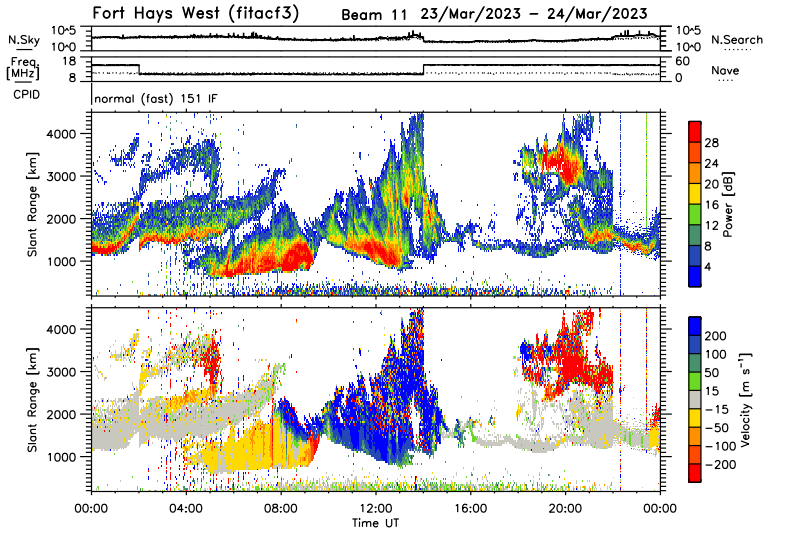 Fort Hays West (fitacf3) Beam 11 23/Mar/2023 − 24/Mar/2023
N.Sky 10^5 10^0 10^5 10^0 N.Search
Freq. [MHz] 18 8 60 0 Nave
CPID normal (fast) 151 IF
Slant Range [km]
4000
3000
2000
1000
Power [dB]
28
24
20
16
12
8
4
Slant Range [km]
4000
3000
2000
1000
Velocity [m s⁻¹]
200
100
50
15
−15
−50
−100
−200
00:00 04:00 08:00 12:00 16:00 20:00 00:00
Time UT